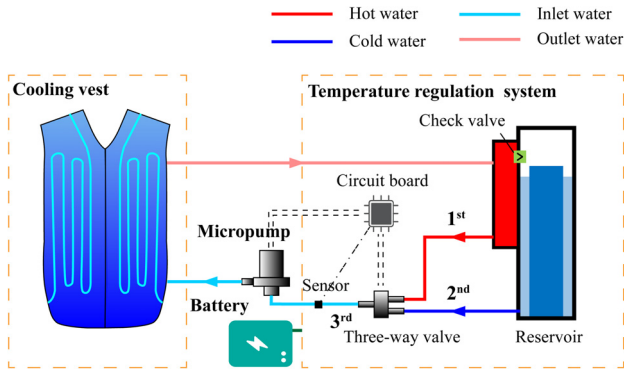 Hot water
Inlet water
Cold water
Outlet water
Cooling vest
Temperature regulation system
Check valve
Circuit board
1st
Micropump
Sensor
2nd
Battery
3rd
Three-way valve
Reservoir